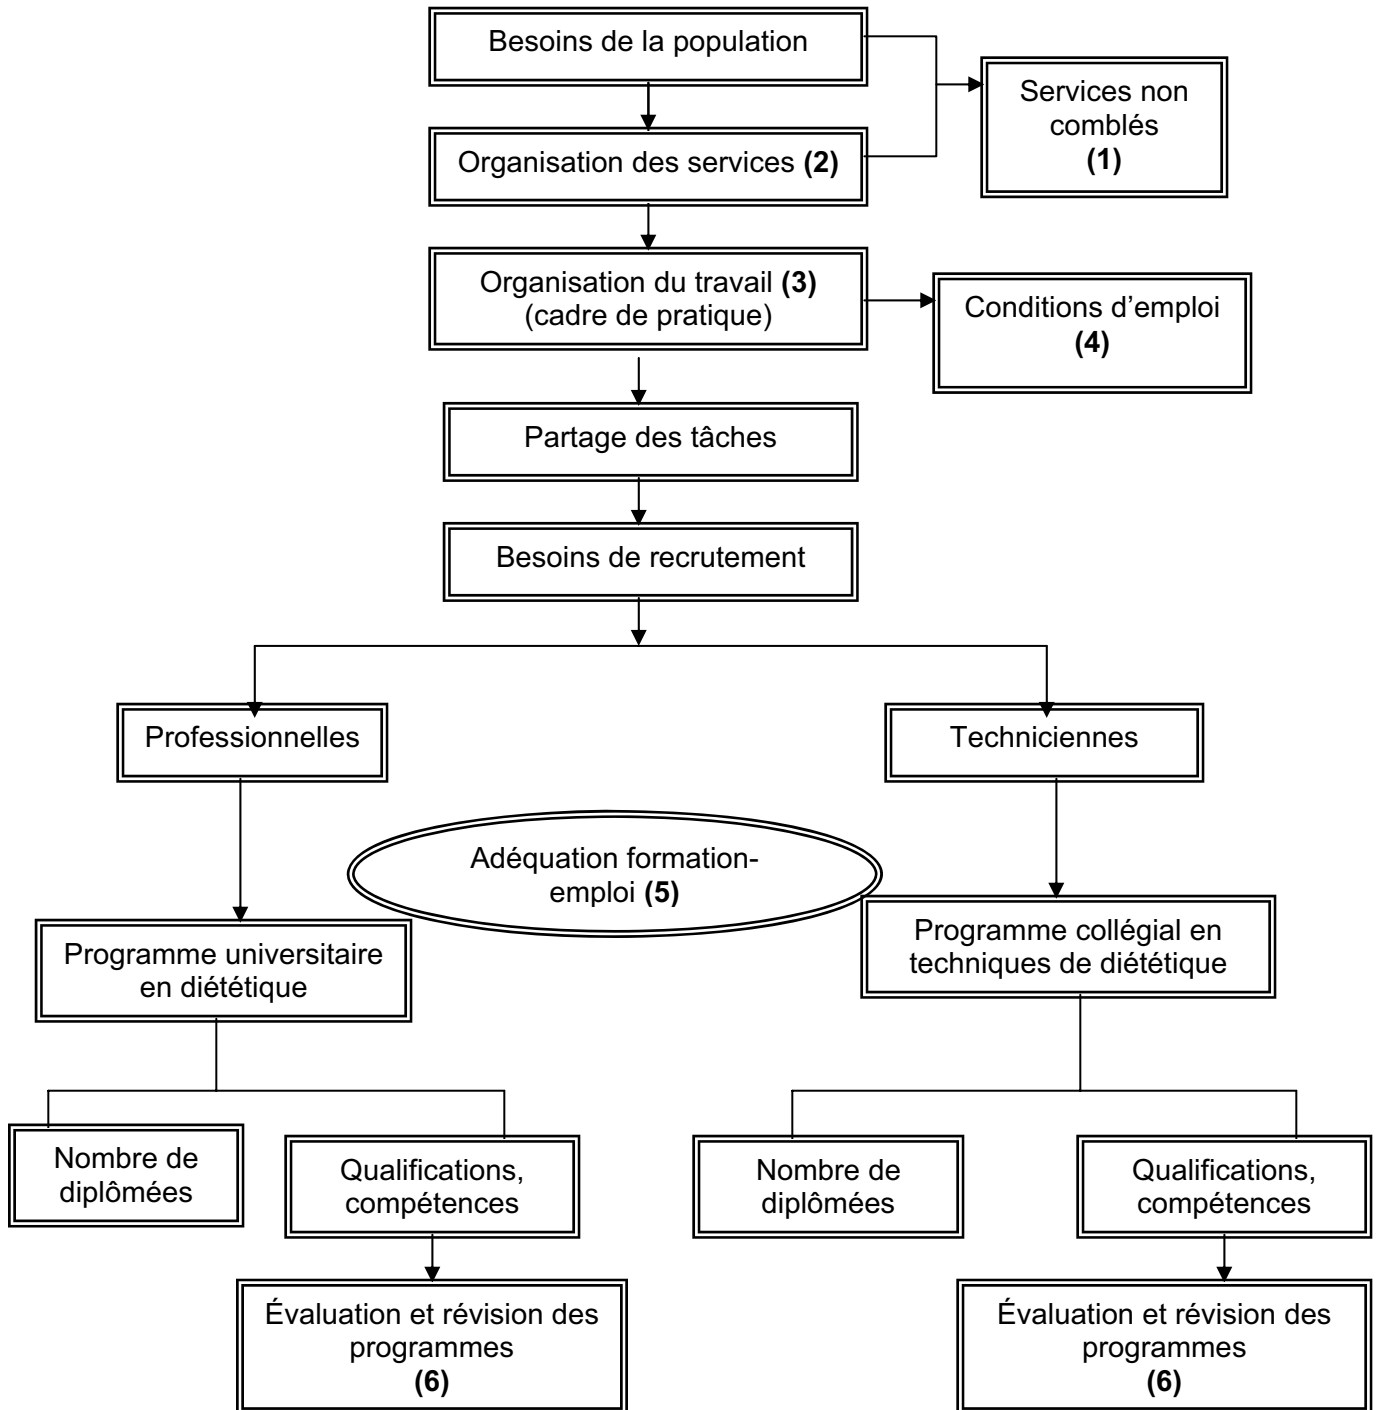 Besoins de la population
Services non
comblés
(1)
Organisation des services (2)
Organisation du travail (3)
(cadre de pratique)
Conditions d’emploi
(4)
Partage des tâches
Besoins de recrutement
Professionnelles
Techniciennes
Adéquation formation-
emploi (5)
Programme universitaire
en diététique
Programme collégial en
techniques de diététique
Nombre de
diplômées
Qualifications,
compétences
Nombre de
diplômées
Qualifications,
compétences
Évaluation et révision des
programmes
(6)
Évaluation et révision des
programmes
(6)